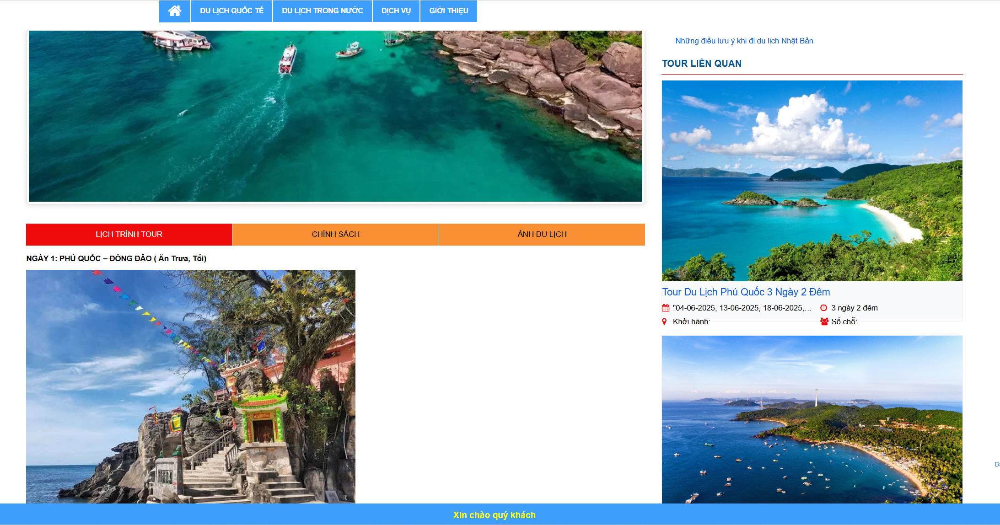 DU LỊCH QUỐC TẾ
DU LỊCH TRONG NƯỚC
DỊCH VỤ
GIỚI THIỆU
Những điều lưu ý khi đi du lịch Nhật Bản
TOUR LIÊN QUAN
Tour Du Lịch Phú Quốc 3 Ngày 2 Đêm
"04-06-2025, 13-06-2025, 18-06-2025,…
3 ngày 2 đêm
Khởi hành:
Số chỗ:
LỊCH TRÌNH TOUR
CHÍNH SÁCH
ẢNH DU LỊCH
NGÀY 1: PHÚ QUỐC – ĐÔNG ĐẢO ( Ăn Trưa, Tối)
Xin chào quý khách